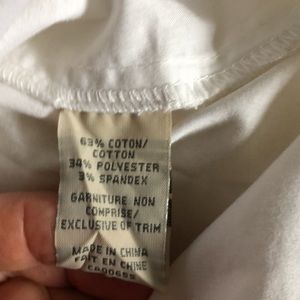 63% COTON/
COTTON
34% POLYESTER
3% SPANDEX
GARNITURE NON
COMPRISE/
EXCLUSIVE OF TRIM
MADE IN CHINA
FAIT EN CHINE
CA00655